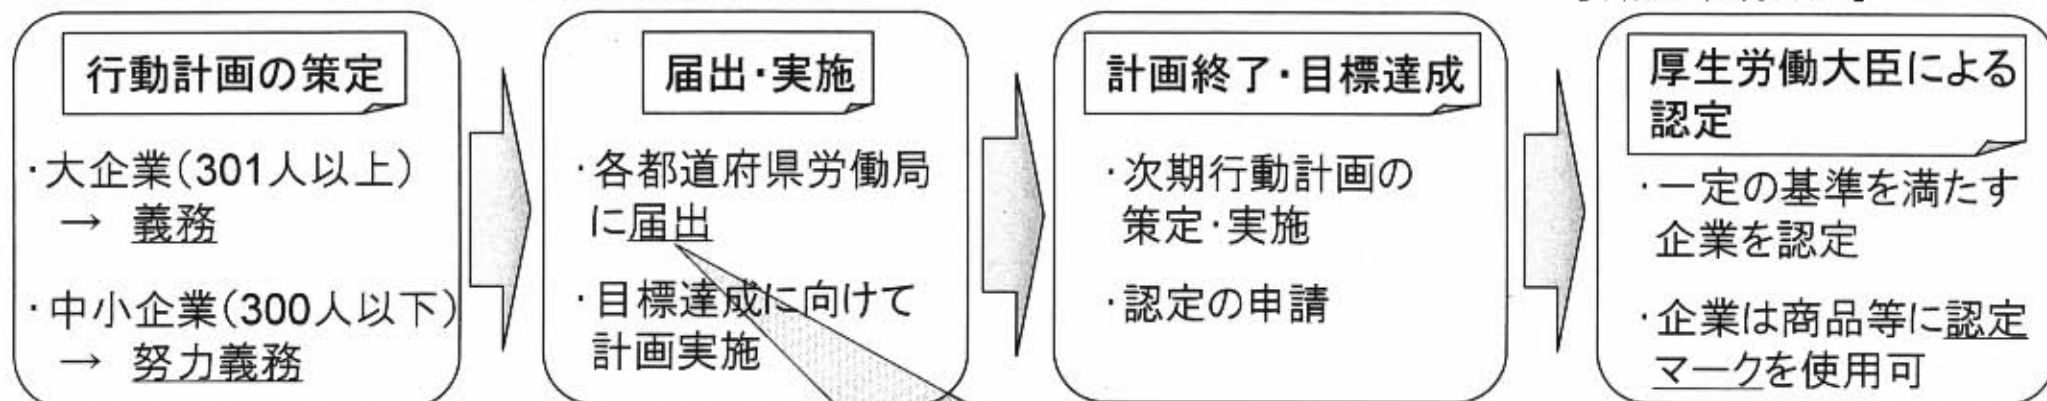 行動計画の策定
・大企業(301人以上)
→ 義務
・中小企業(300人以下)
→ 努力義務
届出・実施
・各都道府県労働局
に届出
・目標達成に向けて
計画実施
計画終了・目標達成
・次期行動計画の
策定・実施
・認定の申請
厚生労働大臣による
認定
・一定の基準を満たす
企業を認定
・企業は商品等に認定
マークを使用可